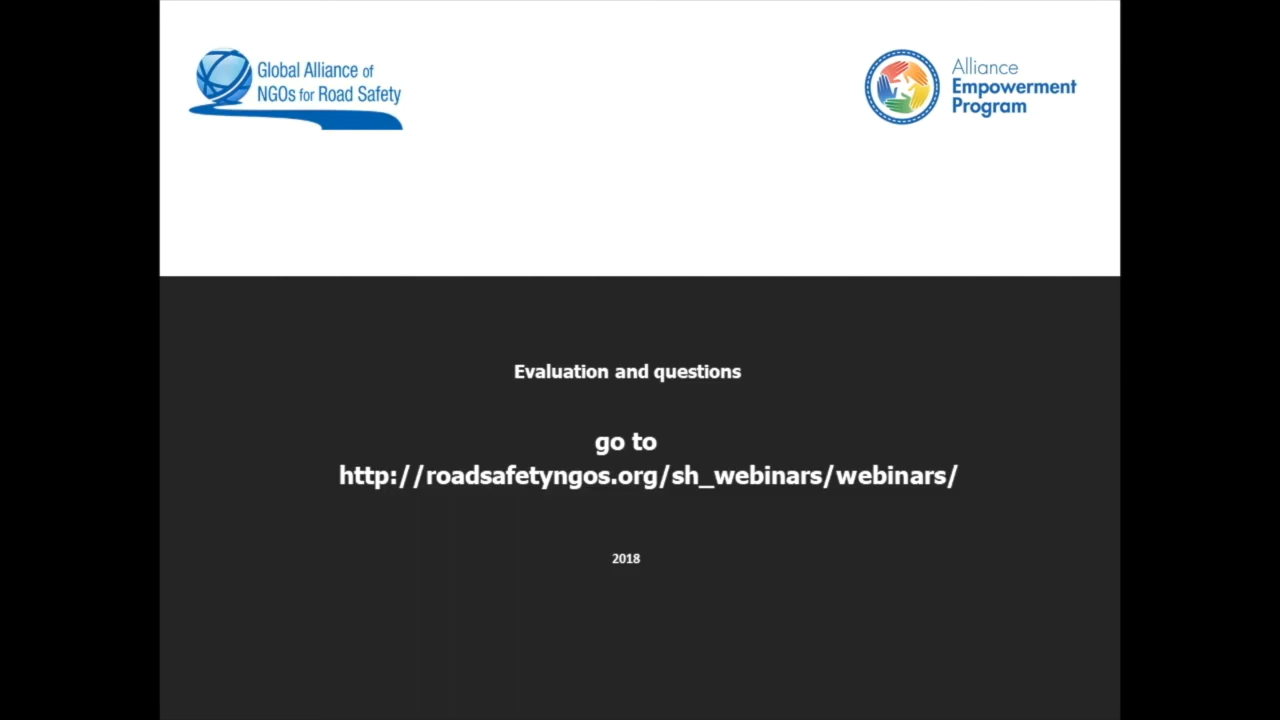 Global Alliance of
NGOs for Road Safety
Alliance
Empowerment
Program
Evaluation and questions
go to
http://roadsafetyngos.org/sh_webinars/webinars/
2018